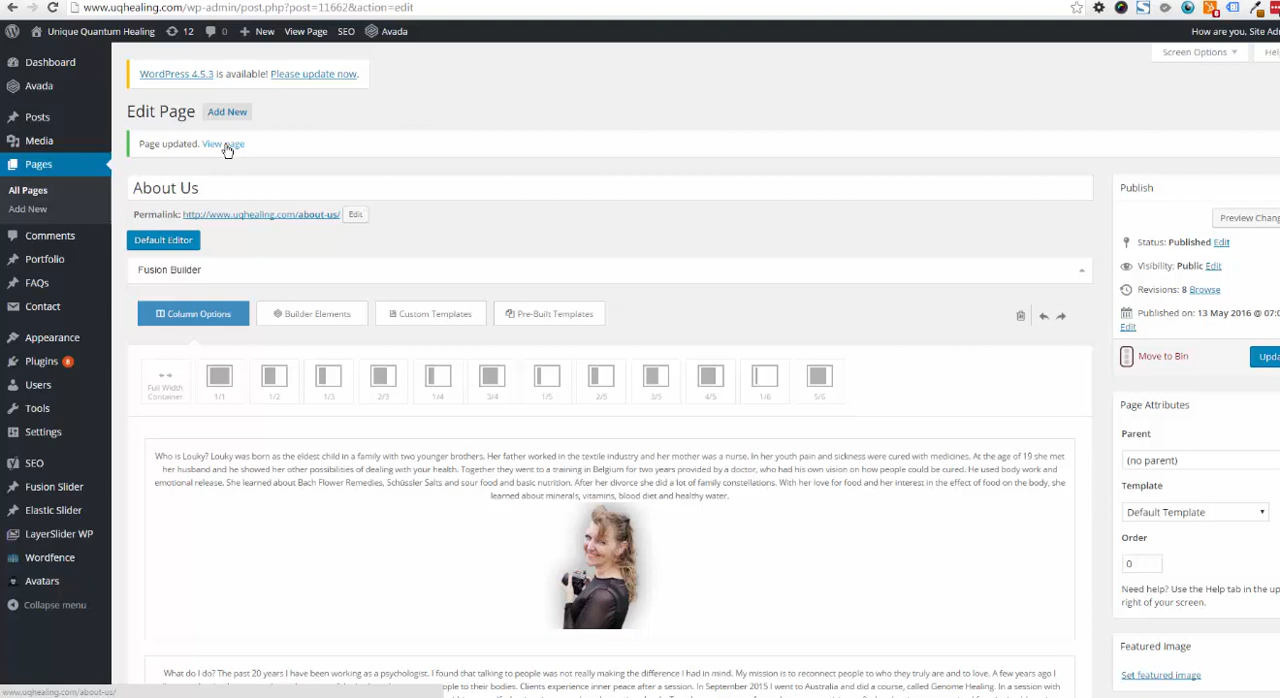 www.uqhealing.com/wp-admin/post.php?post=11662&action=edit
Unique Quantum Healing 12 0 New View Page SEO Avada How are you, Site
Screen Options
WordPress 4.5.3 is available! Please update now.
Edit Page Add New
Page updated. View page
About Us
Permalink: http://www.uqhealing.com/about-us/ Edit
Default Editor
Fusion Builder
Column Options Builder Elements Custom Templates Pre-Built Templates
Full Width
Container 1/1 1/2 1/3 2/3 1/4 3/4 1/5 2/5 3/5 4/5 1/6 5/6
Who is Louky? Louky was born as the eldest child in a family with two younger brothers. Her father worked in the textile industry and her mother was a nurse. In her youth pain and sickness were cured with medicines. At the age of 19 she met
her husband and he showed her other possibilities of dealing with your health. Together they went to a training in Belgium for two years provided by a doctor, who had his own vision on how people could be cured. He used body work and
emotional release. She learned about Bach Flower Remedies, Schüssler Salts and sour food and basic nutrition. After her divorce she did a lot of family constellations. With her love for food and her interest in the effect of food on the body, she
learned about minerals, vitamins, blood diet and healthy water.
What do I do? The past 20 years I have been working as a psychologist. I found that talking to people was not really making the difference I had in mind. My mission is to reconnect people to who they truly are and to love. A few years ago I
ople to their bodies. Clients experience inner peace after a session. In September 2015 I went to Australia and did a course, called Genome Healing. In a session with
Dashboard
Avada
Posts
Media
Pages
All Pages
Add New
Comments
Portfolio
FAQs
Contact
Appearance
Plugins 8
Users
Tools
Settings
SEO
Fusion Slider
Elastic Slider
LayerSlider WP
Wordfence
Avatars
Collapse menu
Publish
Preview
Status: Published Edit
Visibility: Public Edit
Revisions: 8 Browse
Published on: 13 May 2016 @
Edit
Move to Bin
Page Attributes
Parent
(no parent)
Template
Default Template
Order
0
Need help? Use the Help tab in the
right of your screen.
Featured Image
Set featured image
www.uqhealing.com/about-us/